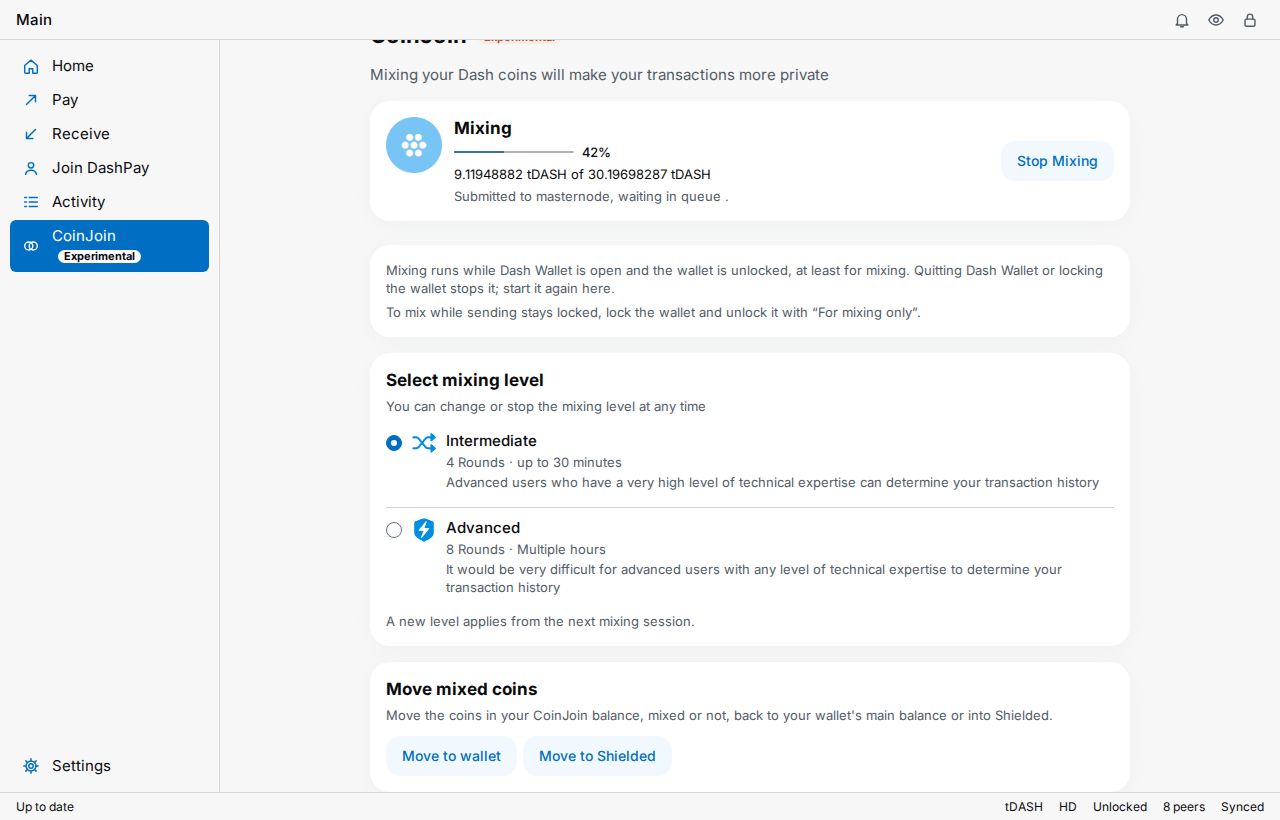 Main
Home
Pay
Receive
Join DashPay
Activity
CoinJoin
Experimental
Settings
Mixing your Dash coins will make your transactions more private
Mixing
42%
9.11948882 tDASH of 30.19698287 tDASH
Submitted to masternode, waiting in queue .
Stop Mixing
Mixing runs while Dash Wallet is open and the wallet is unlocked, at least for mixing. Quitting Dash Wallet or locking
the wallet stops it; start it again here.
To mix while sending stays locked, lock the wallet and unlock it with “For mixing only”.
Select mixing level
You can change or stop the mixing level at any time
Intermediate
4 Rounds · up to 30 minutes
Advanced users who have a very high level of technical expertise can determine your transaction history
Advanced
8 Rounds · Multiple hours
It would be very difficult for advanced users with any level of technical expertise to determine your
transaction history
A new level applies from the next mixing session.
Move mixed coins
Move the coins in your CoinJoin balance, mixed or not, back to your wallet's main balance or into Shielded.
Move to wallet
Move to Shielded
Up to date
tDASH
HD
Unlocked
8 peers
Synced